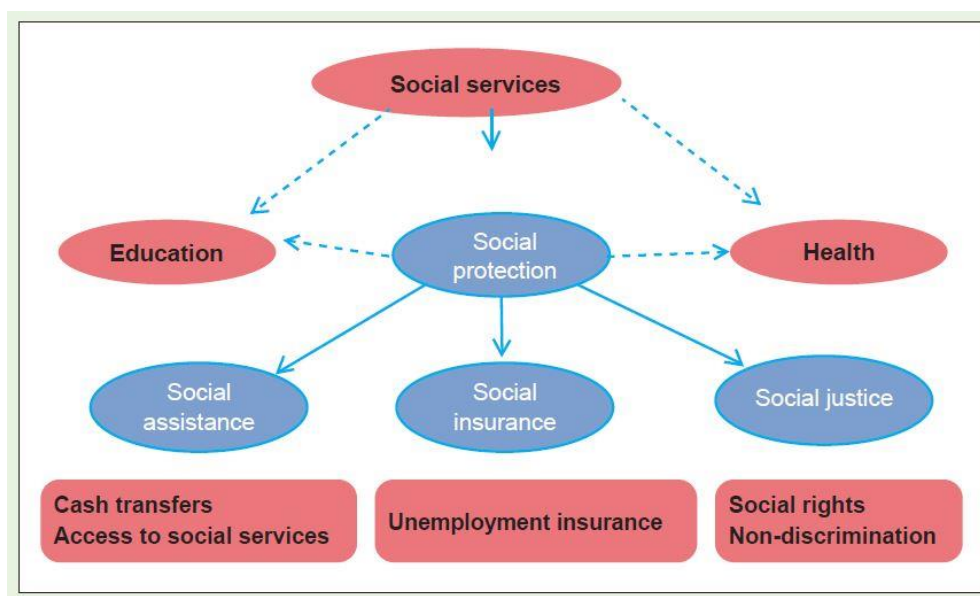 Social services
Education
Social
protection
Health
Social
assistance
Social
insurance
Social justice
Cash transfers
Access to social services
Unemployment insurance
Social rights
Non-discrimination